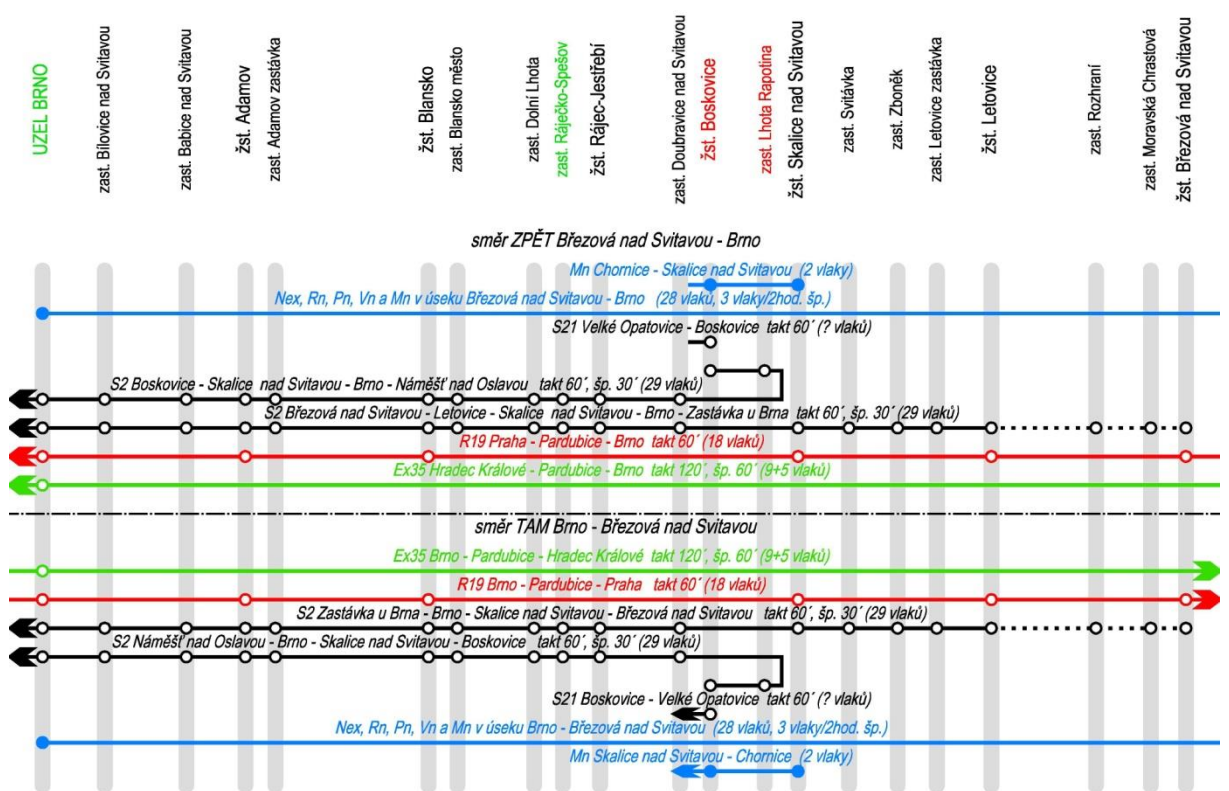 UZEL BRNO
zast. Bílovice nad Svitavou
zast. Babice nad Svitavou
žst. Adamov
zast. Adamov zastávka
žst. Blansko
zast. Blansko město
zast. Dolní Lhota
zast. Ráječko-Spešov
žst. Rájec-Jestřebí
zast. Doubravice nad Svitavou
žst. Boskovice
zast. Lhota Rapotina
žst. Skalice nad Svitavou
zast. Svitávka
zast. Zboněk
zast. Letovice zastávka
žst. Letovice
zast. Rozhraní
zast. Moravská Chrastová
žst. Březová nad Svitavou
směr ZPĚT Březová nad Svitavou - Brno
Mn Chornice - Skalice nad Svitavou (2 vlaky)
Nex, Rn, Pn, Vn a Mn v úseku Březová nad Svitavou - Brno (28 vlaků, 3 vlaky/2hod. šp.)
S21 Velké Opatovice - Boskovice takt 60´ (? vlaků)
S2 Boskovice - Skalice nad Svitavou - Brno - Náměšť nad Oslavou takt 60´, šp. 30´ (29 vlaků)
S2 Březová nad Svitavou - Letovice - Skalice nad Svitavou - Brno - Zastávka u Brna takt 60´, šp. 30´ (29 vlaků)
R19 Praha - Pardubice - Brno takt 60´ (18 vlaků)
Ex35 Hradec Králové - Pardubice - Brno takt 120´, šp. 60´ (9+5 vlaků)
směr TAM Brno - Březová nad Svitavou
Ex35 Brno - Pardubice - Hradec Králové takt 120´, šp. 60´ (9+5 vlaků)
R19 Brno - Pardubice - Praha takt 60´ (18 vlaků)
S2 Zastávka u Brna - Brno - Skalice nad Svitavou - Březová nad Svitavou takt 60´, šp. 30´ (29 vlaků)
S2 Náměšť nad Oslavou - Brno - Skalice nad Svitavou - Boskovice takt 60´, šp. 30´ (29 vlaků)
S21 Boskovice - Velké Opatovice takt 60´ (? vlaků)
Nex, Rn, Pn, Vn a Mn v úseku Brno - Březová nad Svitavou (28 vlaků, 3 vlaky/2hod. šp.)
Mn Skalice nad Svitavou - Chornice (2 vlaky)